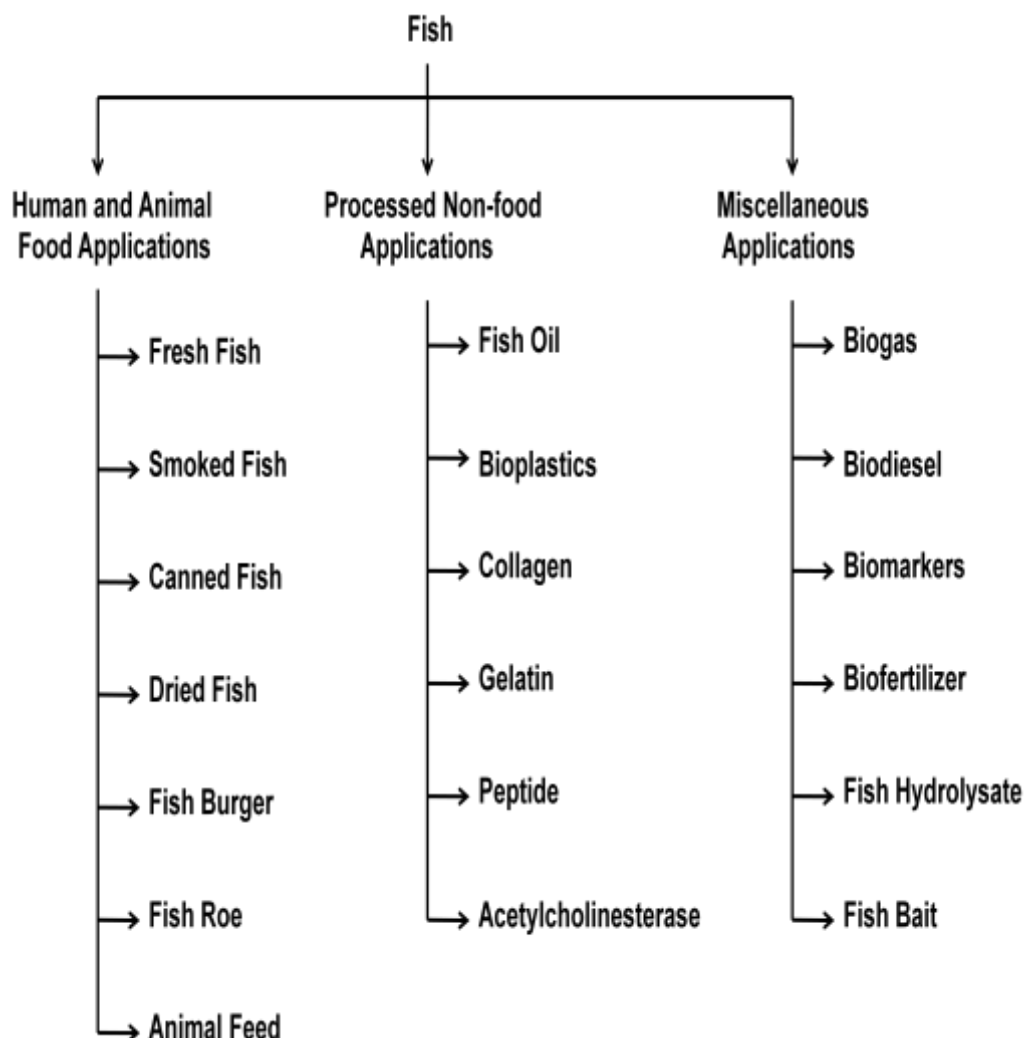 Fish
Human and Animal
Food Applications
Fresh Fish
Smoked Fish
Canned Fish
Dried Fish
Fish Burger
Fish Roe
Animal Feed
Processed Non-food
Applications
Fish Oil
Bioplastics
Collagen
Gelatin
Peptide
Acetylcholinesterase
Miscellaneous
Applications
Biogas
Biodiesel
Biomarkers
Biofertilizer
Fish Hydrolysate
Fish Bait